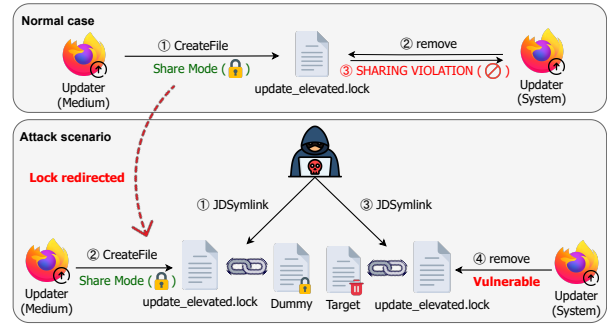 Normal case
① CreateFile
Share Mode ( )
② remove
③ SHARING VIOLATION ( )
Updater
(Medium)
update_elevated.lock
Updater
(System)
Attack scenario
Lock redirected
① JDSymlink
③ JDSymlink
② CreateFile
Share Mode ( )
④ remove
Vulnerable
Updater
(Medium)
update_elevated.lock
Dummy
Target
update_elevated.lock
Updater
(System)